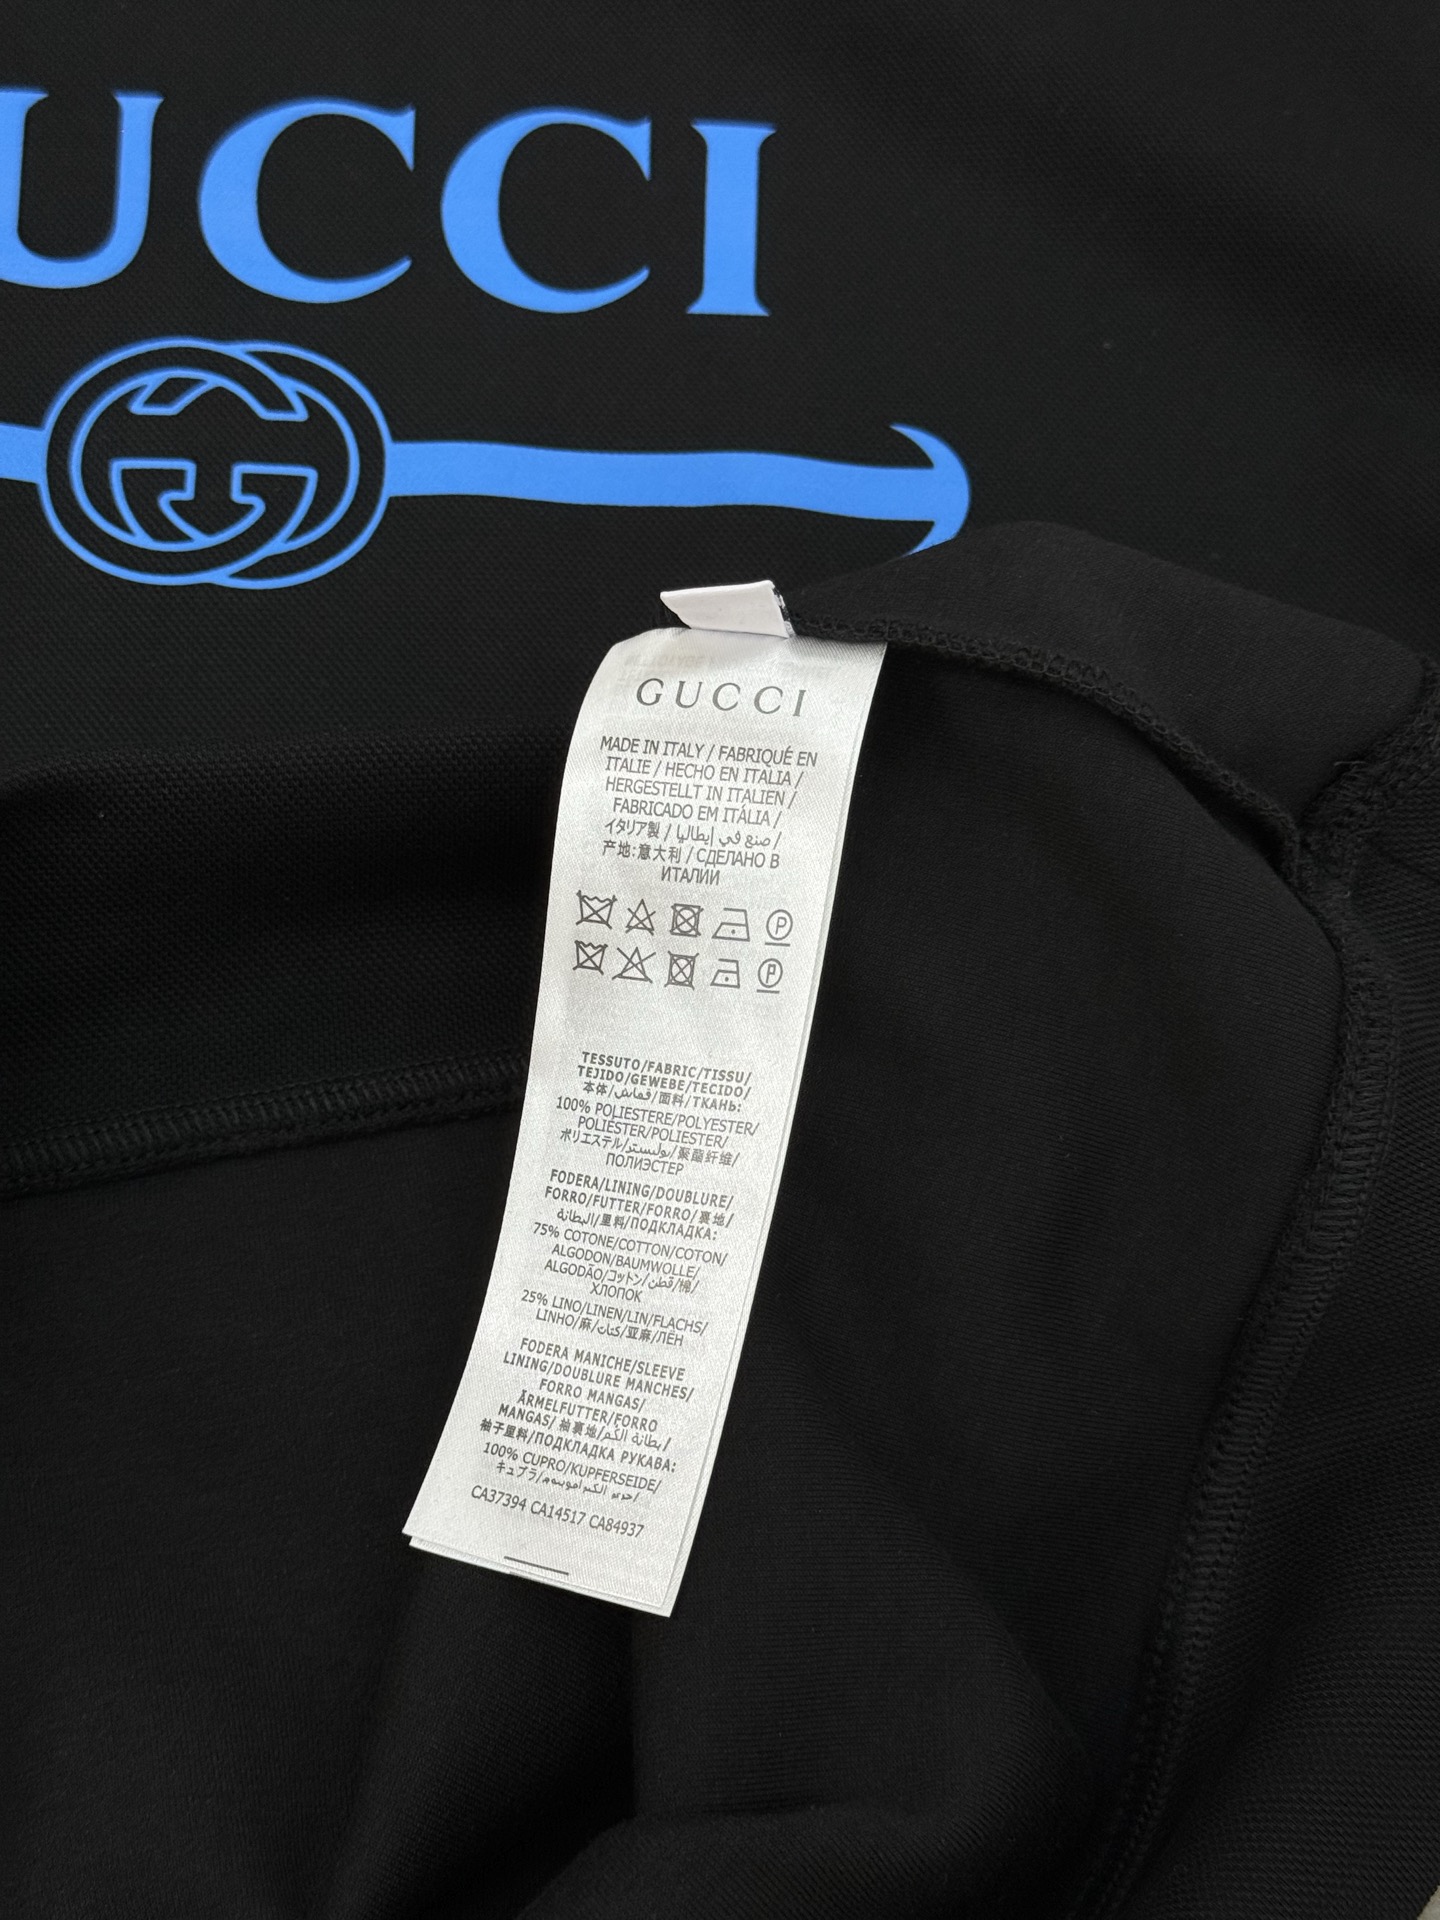 UCCI
GUCCI
MADE IN ITALY / FABRIQUÉ EN
ITALIE / HECHO EN ITALIA /
HERGESTELLT IN ITALIEN /
FABRICADO EM ITÁLIA /
イタリア製 / صنع في إيطاليا /
产地:意大利 / СДЕЛАНО В
ИТАЛИИ
P
P
TESSUTO/FABRIC/TISSU/
TEJIDO/GEWEBE/TECIDO/
本体/قماش/面料/ТКАНЬ:
100% POLIESTERE/POLYESTER/
POLIÉSTER/POLIESTER/
ポリエステル/بوليستر/聚酯纤维/
ПОЛИЭСТЕР
FODERA/LINING/DOUBLURE/
FORRO/FUTTER/FORRO/裏地/
البطانة/里料/ПОДКЛАДКА:
75% COTONE/COTTON/COTON/
ALGODON/BAUMWOLLE/
ALGODÃO/コットン/قطن/棉/
ХЛОПОК
25% LINO/LINEN/LIN/FLACHS/
LINHO/麻/كتان/亚麻/ЛЁН
FODERA MANICHE/SLEEVE
LINING/DOUBLURE MANCHES/
FORRO MANGAS/
ÄRMELFUTTER/FORRO
MANGAS/ 袖裏地/بطانة الكم/
袖子里料/ПОДКЛАДКА РУКАВА:
100% CUPRO/KUPFERSEIDE/
キュプラ/
CA37394 CA14517 CA84937